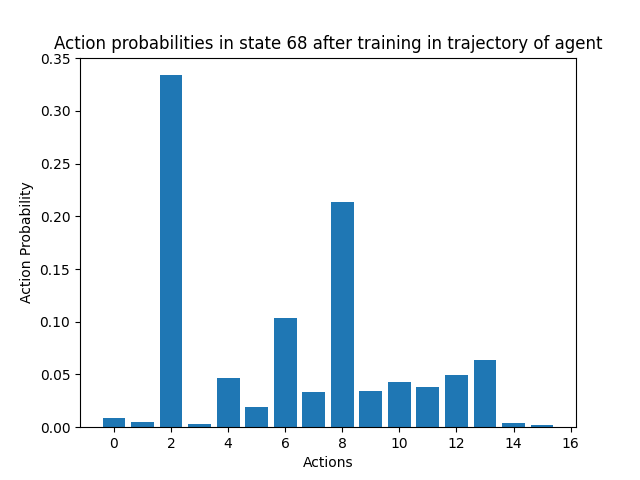 Action probabilities in state 68 after training in trajectory of agent
0.35
0.30
0.25
0.20
0.15
0.10
0.05
0.00
Action Probability
0 2 4 6 8 10 12 14 16
Actions